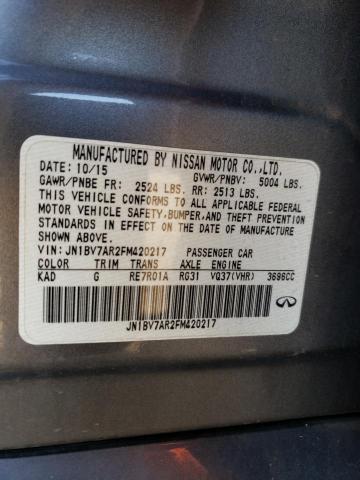 MANUFACTURED BY NISSAN MOTOR CO.,LTD.
DATE: 10/15 GVWR/PNBV: 5004 LBS.
GAWR/PNBE FR: 2524 LBS. RR: 2513 LBS.
THIS VEHICLE CONFORMS TO ALL APPLICABLE FEDERAL
MOTOR VEHICLE SAFETY, BUMPER, AND THEFT PREVENTION
STANDARDS IN EFFECT ON THE DATE OF MANUFACTURE
SHOWN ABOVE.
VIN: JN1BV7AR2FM420217 PASSENGER CAR
COLOR TRIM TRANS AXLE ENGINE
KAD G RE7R01A RG31 VQ37(VHR) 3696CC
JN1BV7AR2FM420217
INFINITI